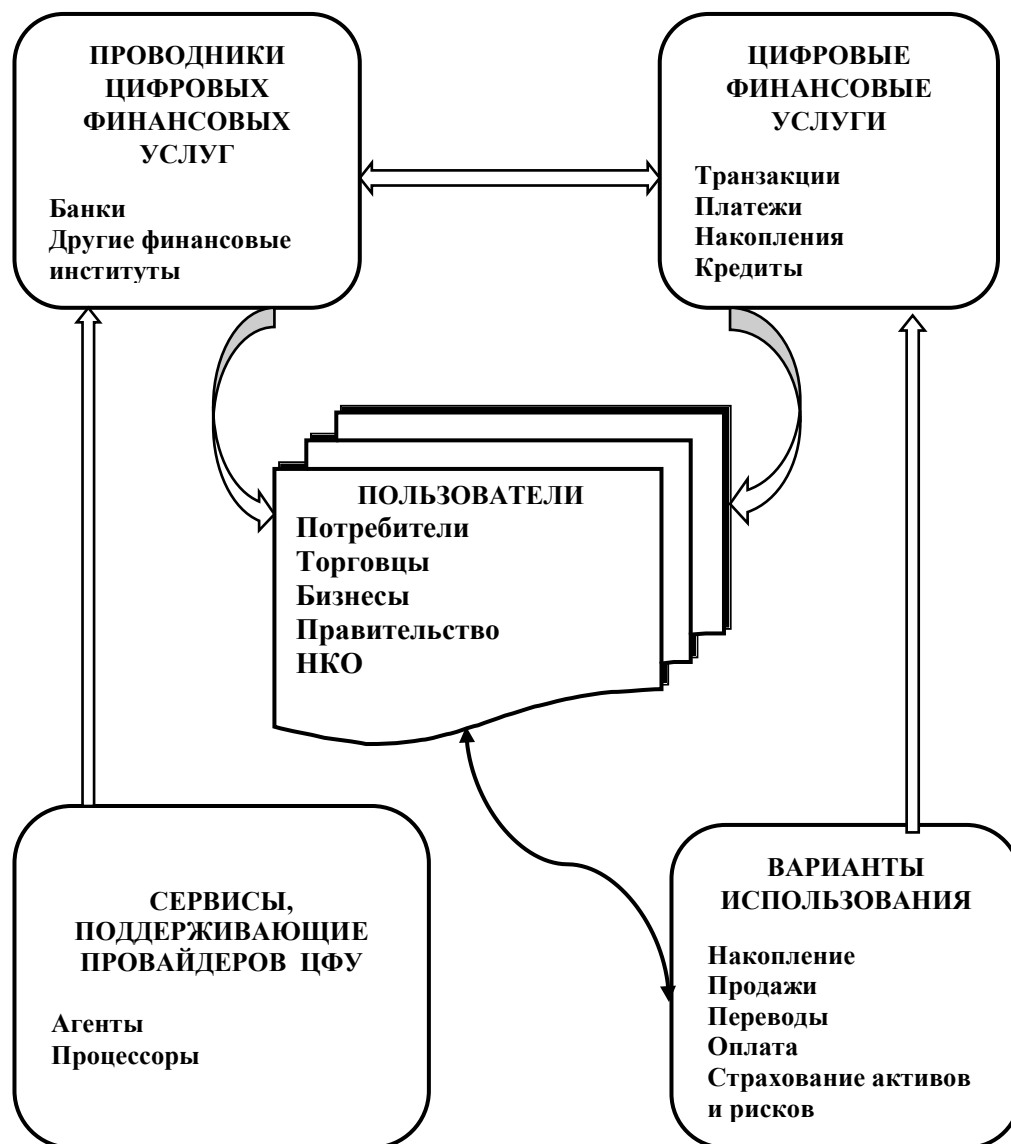 ПРОВОДНИКИ
ЦИФРОВЫХ
ФИНАНСОВЫХ
УСЛУГ
Банки
Другие финансовые
институты
ЦИФРОВЫЕ
ФИНАНСОВЫЕ
УСЛУГИ
Транзакции
Платежи
Накопления
Кредиты
ПОЛЬЗОВАТЕЛИ
Потребители
Торговцы
Бизнесы
Правительство
НКО
СЕРВИСЫ,
ПОДДЕРЖИВАЮЩИЕ
ПРОВАЙДЕРОВ ЦФУ
Агенты
Процессоры
ВАРИАНТЫ
ИСПОЛЬЗОВАНИЯ
Накопление
Продажи
Переводы
Оплата
Страхование активов
и рисков